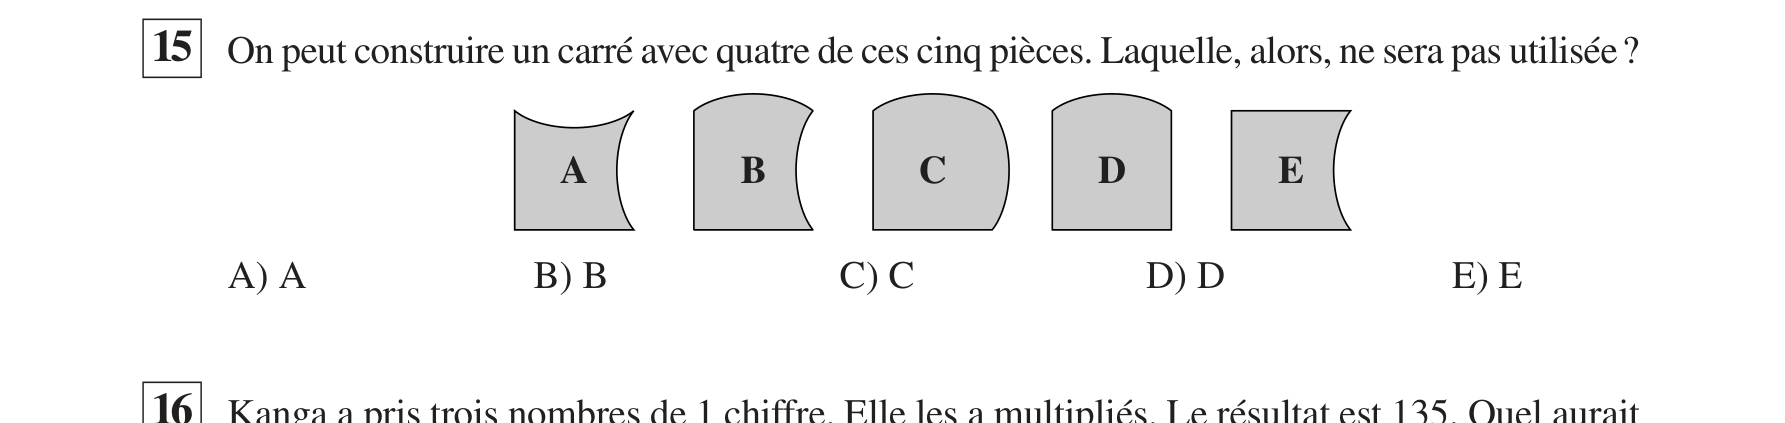 15 On peut construire un carré avec quatre de ces cinq pièces. Laquelle, alors, ne sera pas utilisée ?
A B C D E
A) A B) B C) C D) D E) E
16 Kanga a pris trois nombres de 1 chiffre. Elle les a multipliés. Le résultat est 135. Quel aurait